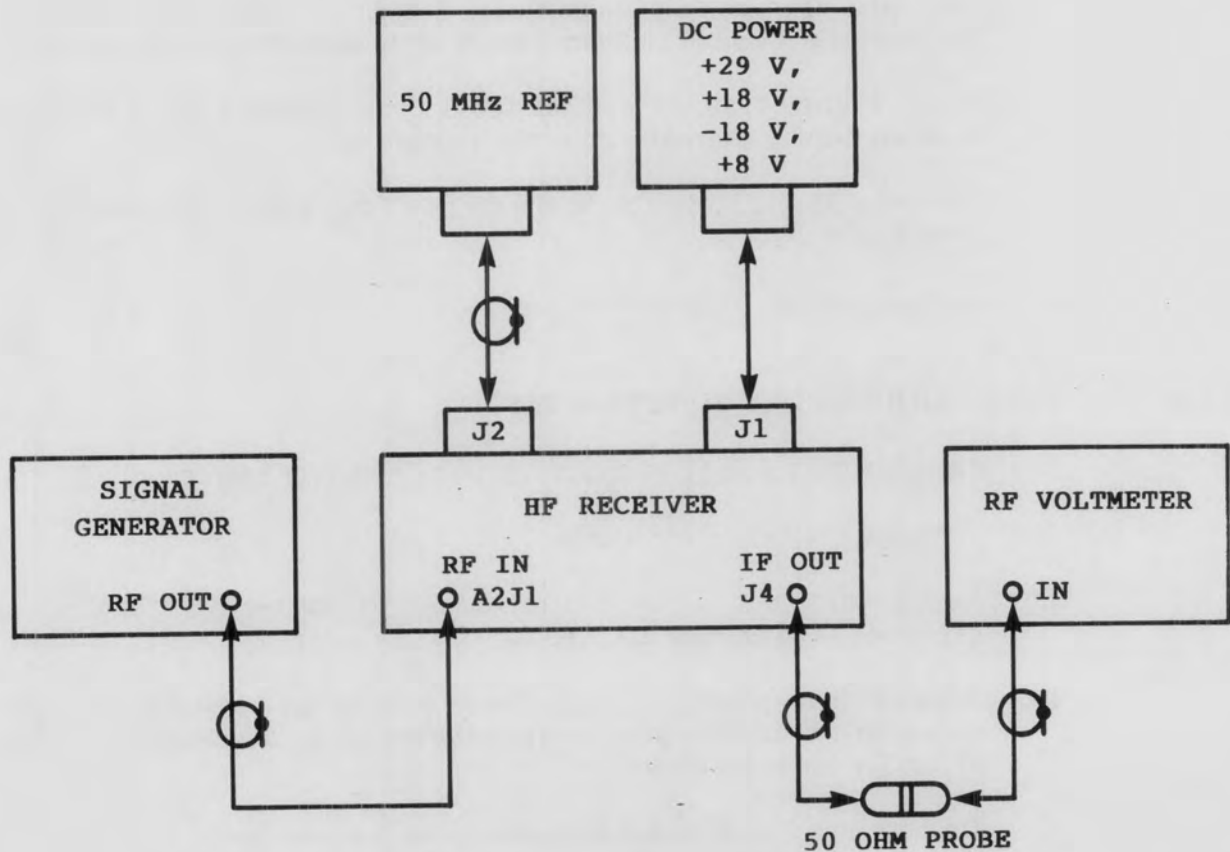 50 MHz REF
DC POWER
+29 V,
+18 V,
-18 V,
+8 V
J2
J1
SIGNAL
GENERATOR
RF OUT
HF RECEIVER
RF IN
A2J1
IF OUT
J4
RF VOLTMETER
IN
50 OHM PROBE